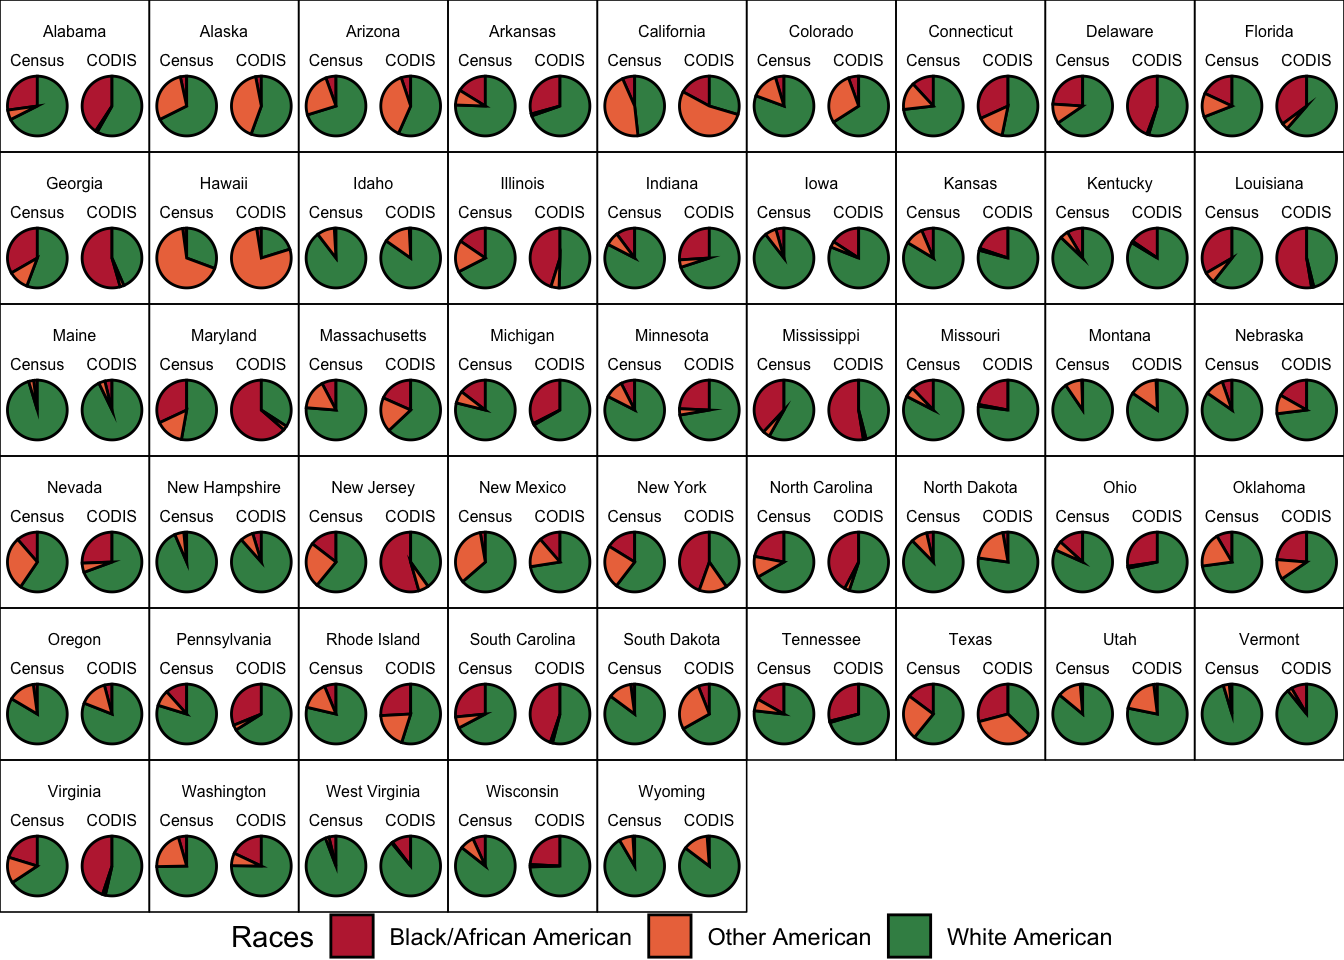 Alabama Alaska Arizona Arkansas California Colorado Connecticut Delaware Florida
Census CODIS Census CODIS Census CODIS Census CODIS Census CODIS Census CODIS Census CODIS Census CODIS Census CODIS
Georgia Hawaii Idaho Illinois Indiana Iowa Kansas Kentucky Louisiana
Census CODIS Census CODIS Census CODIS Census CODIS Census CODIS Census CODIS Census CODIS Census CODIS Census CODIS
Maine Maryland Massachusetts Michigan Minnesota Mississippi Missouri Montana Nebraska
Census CODIS Census CODIS Census CODIS Census CODIS Census CODIS Census CODIS Census CODIS Census CODIS Census CODIS
Nevada New Hampshire New Jersey New Mexico New York North Carolina North Dakota Ohio Oklahoma
Census CODIS Census CODIS Census CODIS Census CODIS Census CODIS Census CODIS Census CODIS Census CODIS Census CODIS
Oregon Pennsylvania Rhode Island South Carolina South Dakota Tennessee Texas Utah Vermont
Census CODIS Census CODIS Census CODIS Census CODIS Census CODIS Census CODIS Census CODIS Census CODIS Census CODIS
Virginia Washington West Virginia Wisconsin Wyoming
Census CODIS Census CODIS Census CODIS Census CODIS Census CODIS
Races Black/African American Other American White American